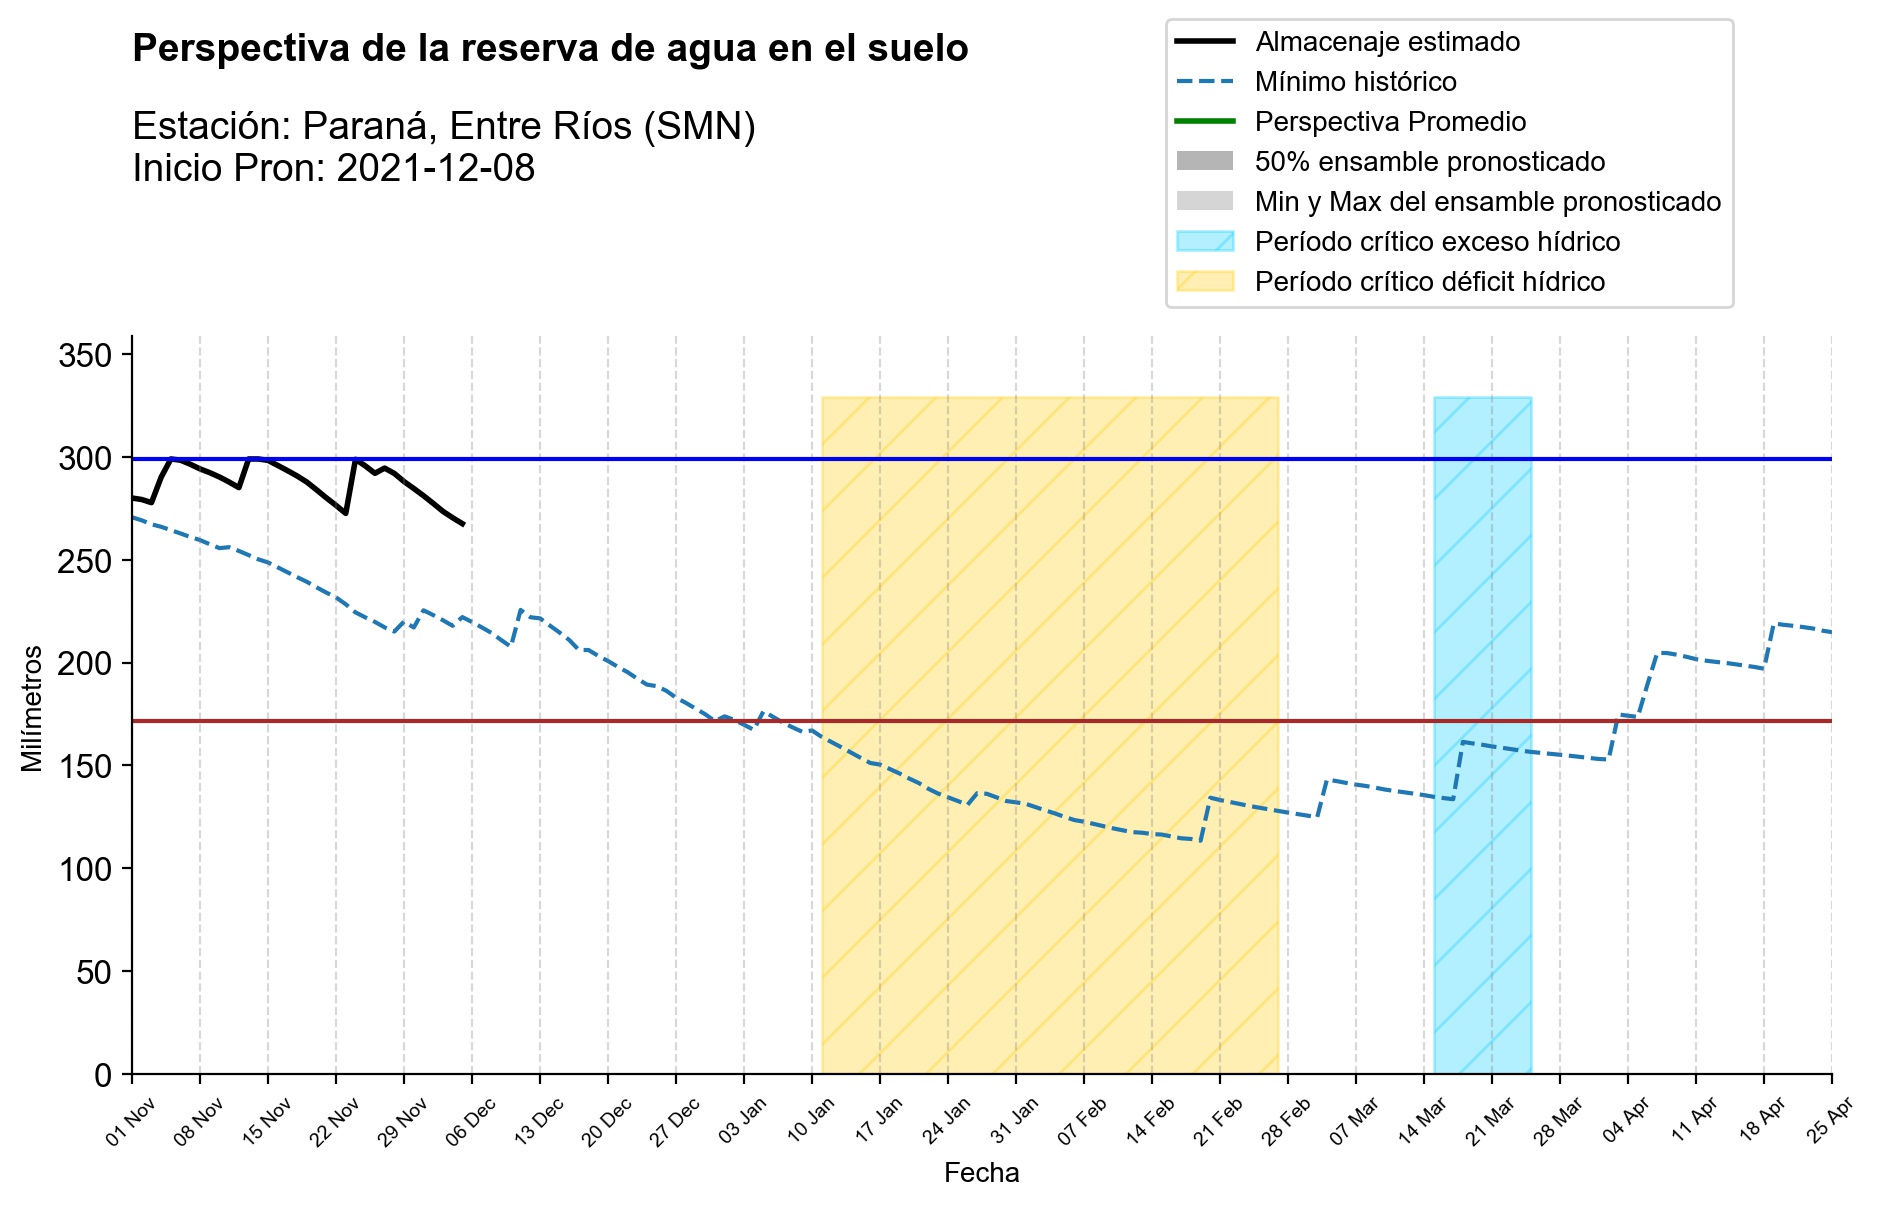 Perspectiva de la reserva de agua en el suelo
Estación: Paraná, Entre Ríos (SMN)
Inicio Pron: 2021-12-08
Almacenaje estimado
Mínimo histórico
Perspectiva Promedio
50% ensamble pronosticado
Min y Max del ensamble pronosticado
Período crítico exceso hídrico
Período crítico déficit hídrico
350
300
250
200
150
100
50
0
Milímetros
01 Nov
08 Nov
15 Nov
22 Nov
29 Nov
06 Dec
13 Dec
20 Dec
27 Dec
03 Jan
10 Jan
17 Jan
24 Jan
31 Jan
07 Feb
14 Feb
21 Feb
28 Feb
07 Mar
14 Mar
21 Mar
28 Mar
04 Apr
11 Apr
18 Apr
25 Apr
Fecha